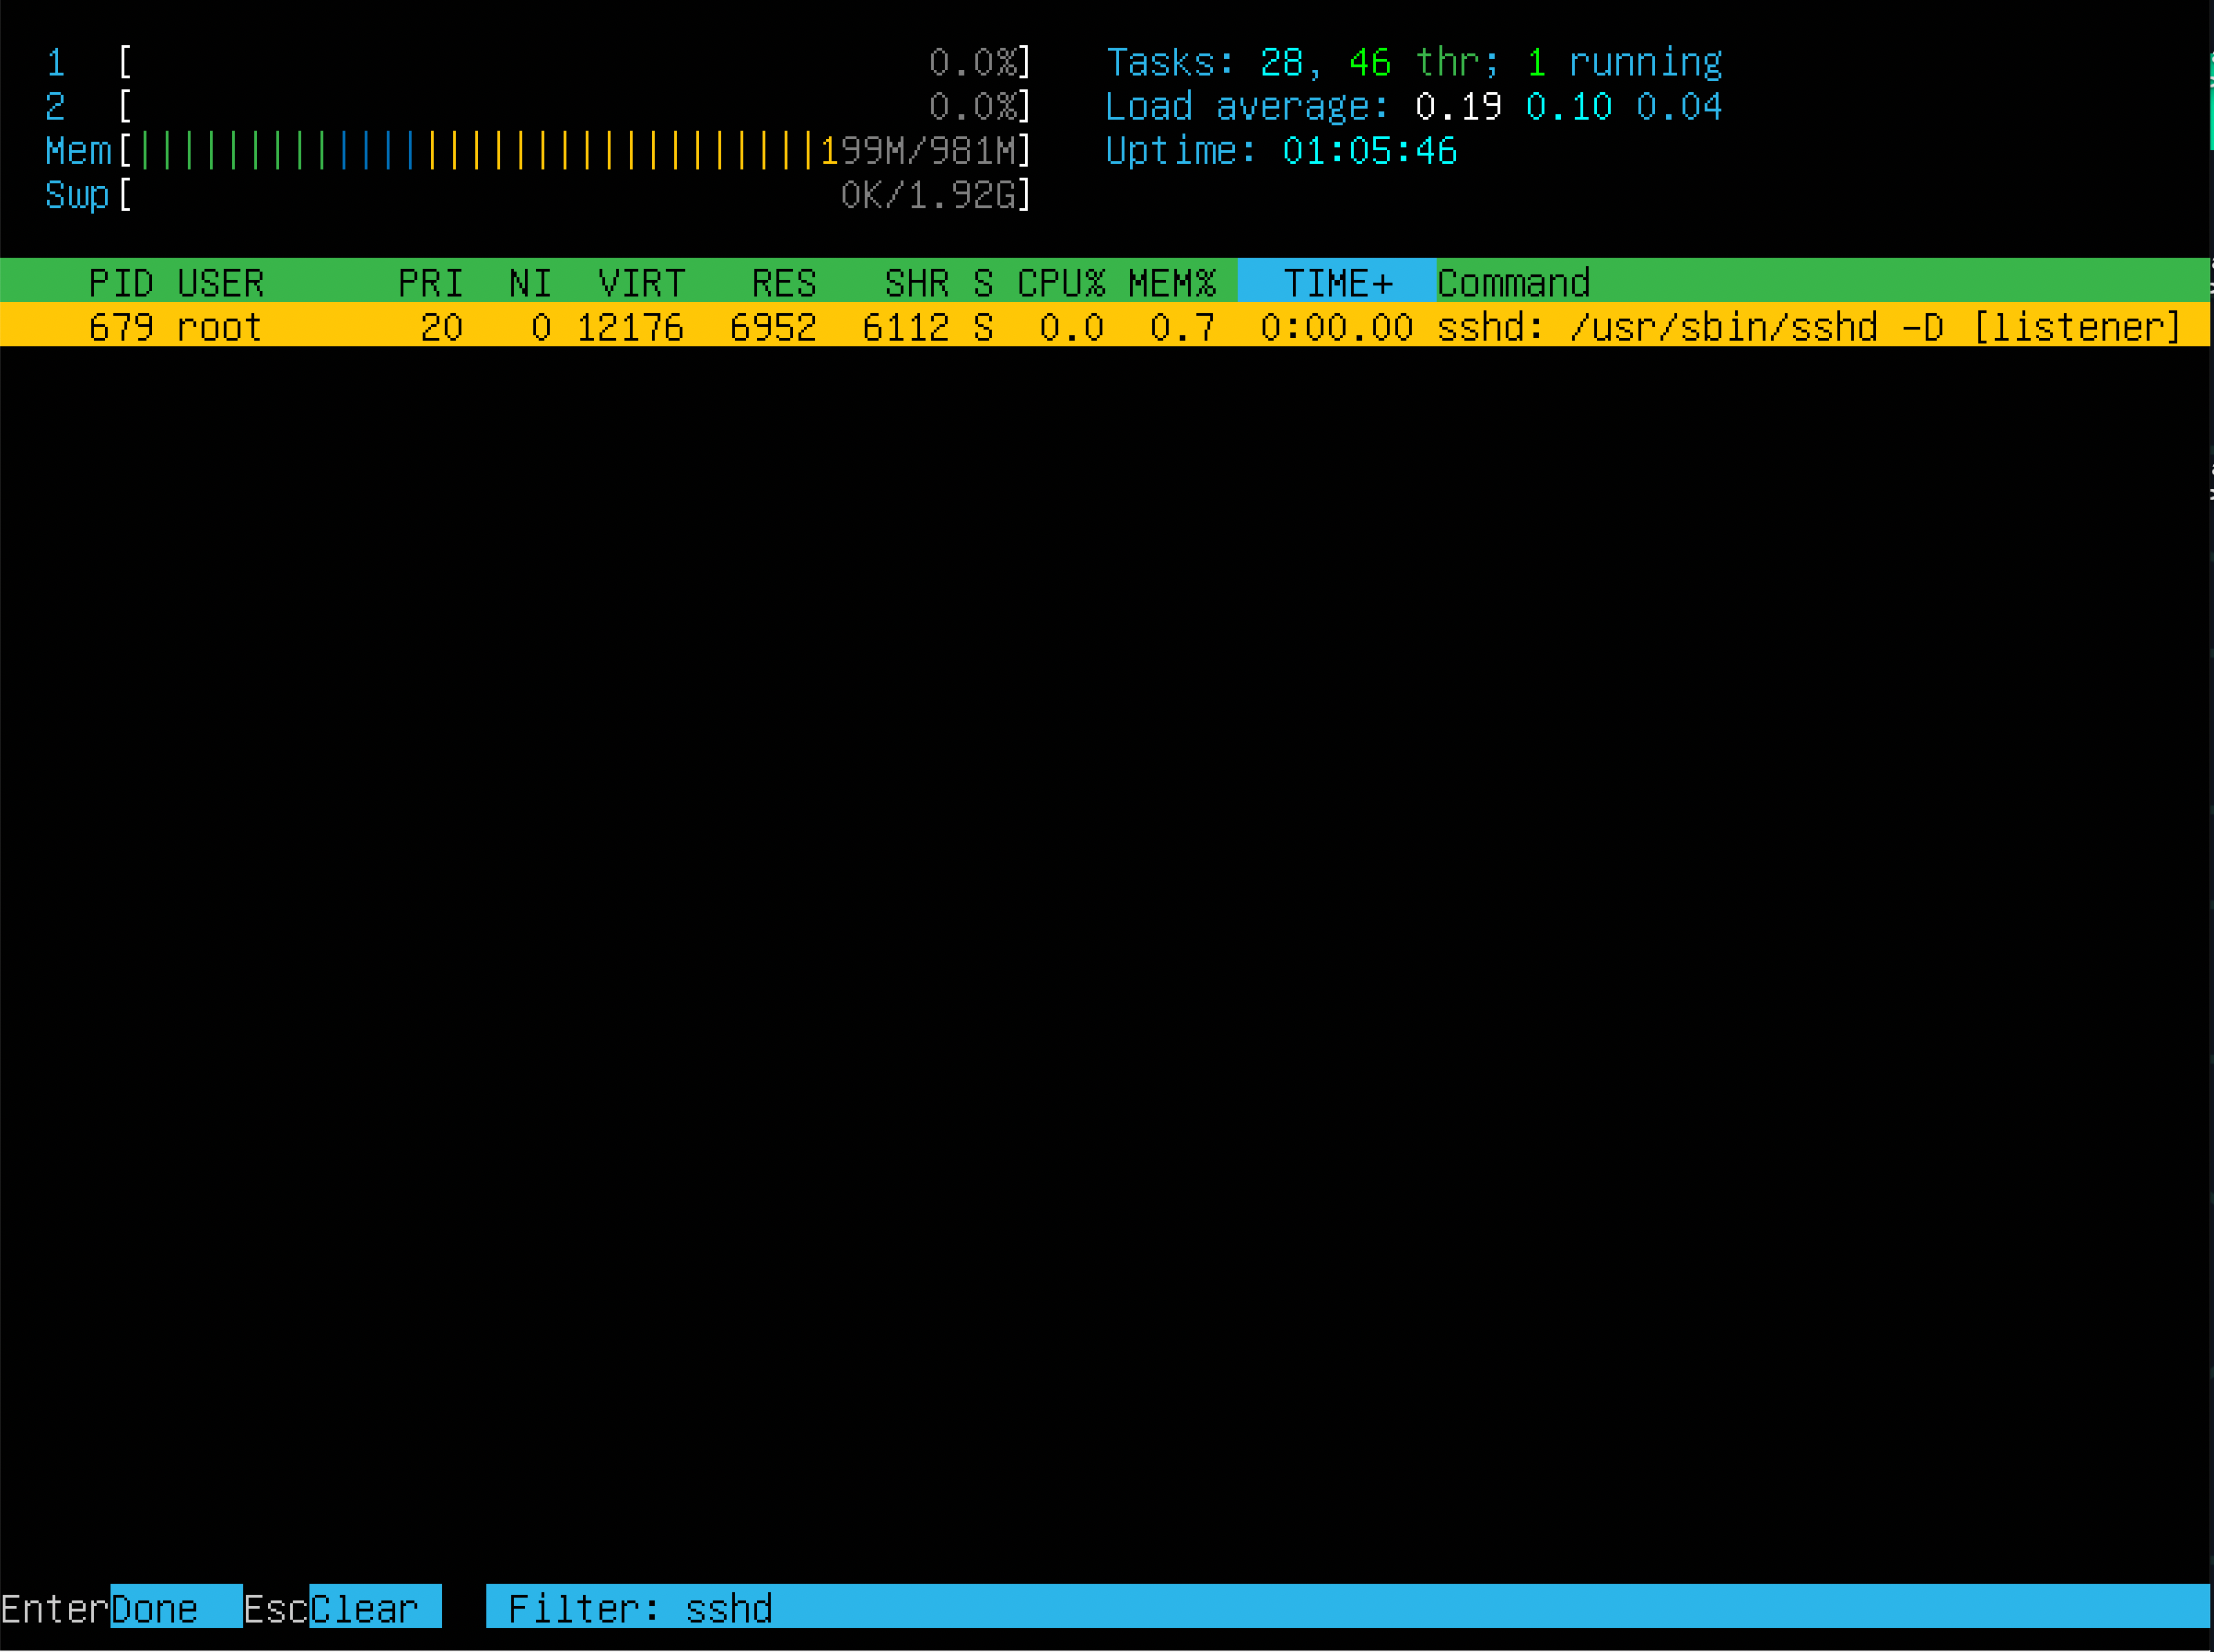 1 [ 0.0%] Tasks: 28, 46 thr; 1 running
2 [ 0.0%] Load average: 0.19 0.10 0.04
Mem[|||||||||||||||||||||||||||||||199M/981M] Uptime: 01:05:46
Swp[ 0K/1.92G]
PID USER PRI NI VIRT RES SHR S CPU% MEM% TIME+ Command
679 root 20 0 12176 6952 6112 S 0.0 0.7 0:00.00 sshd: /usr/sbin/sshd -D [listener]
EnterDone EscClear Filter: sshd